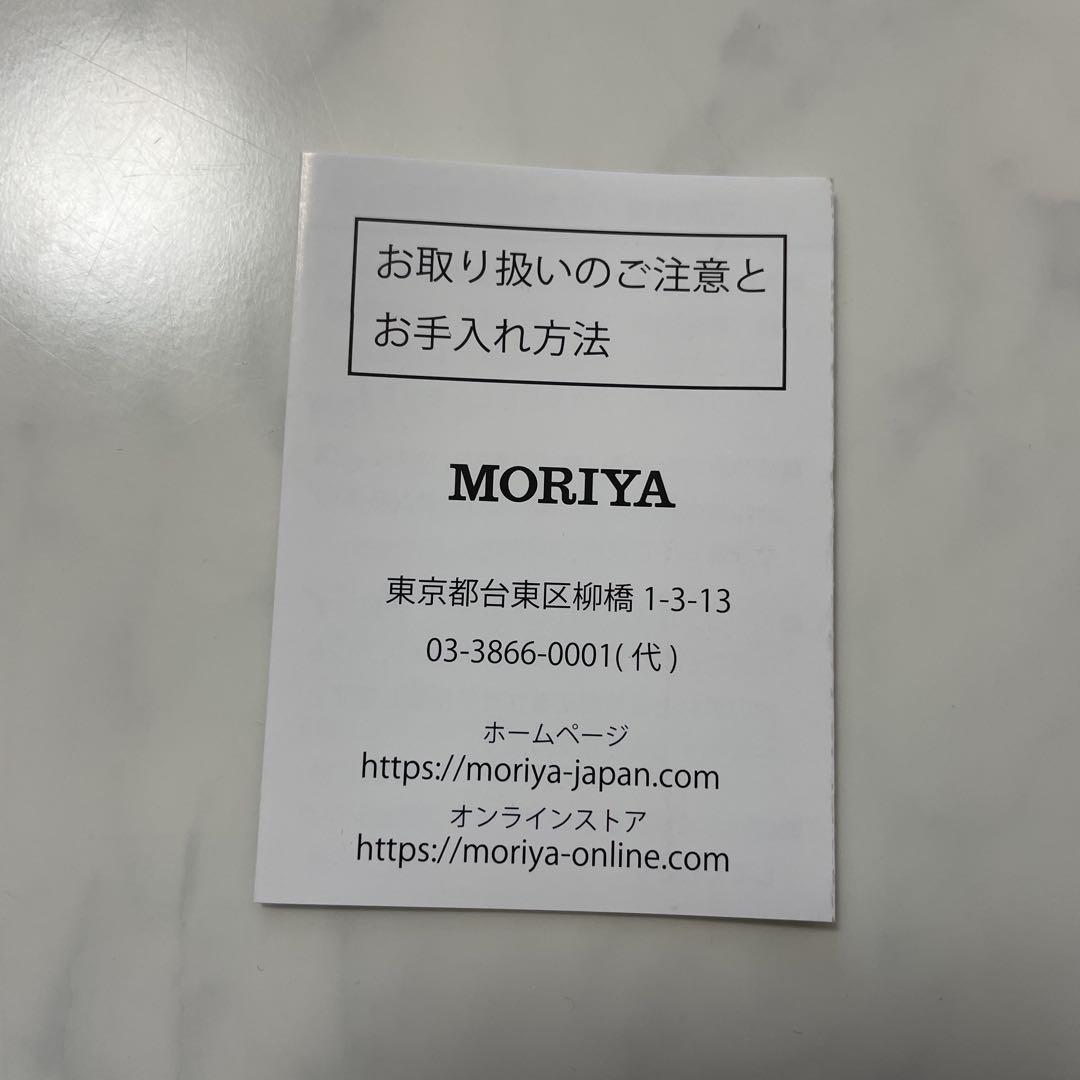 お取り扱いのご注意と
お手入れ方法
MORIYA
東京都台東区柳橋 1-3-13
03-3866-0001( 代 )
ホームページ
https://moriya-japan.com
オンラインストア
https://moriya-online.com